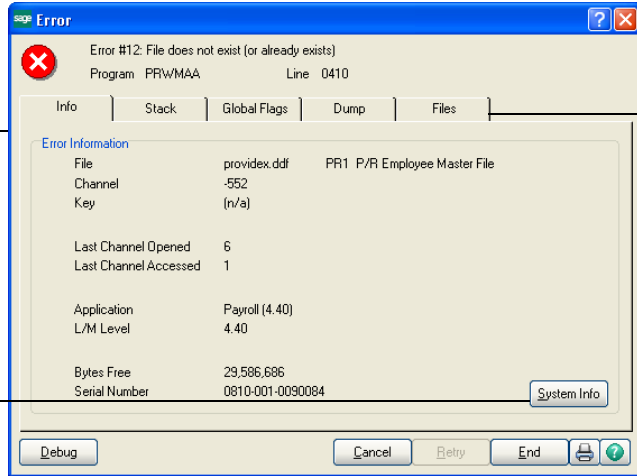 sage Error
Error #12: File does not exist (or already exists)
Program PRWMAA Line 0410
Info Stack Global Flags Dump Files
Error Information
File providex.ddf PR1 P/R Employee Master File
Channel -552
Key (n/a)
Last Channel Opened 6
Last Channel Accessed 1
Application Payroll (4.40)
L/M Level 4.40
Bytes Free 29,586,686
Serial Number 0810-001-0090084
System Info
Debug Cancel Retry End